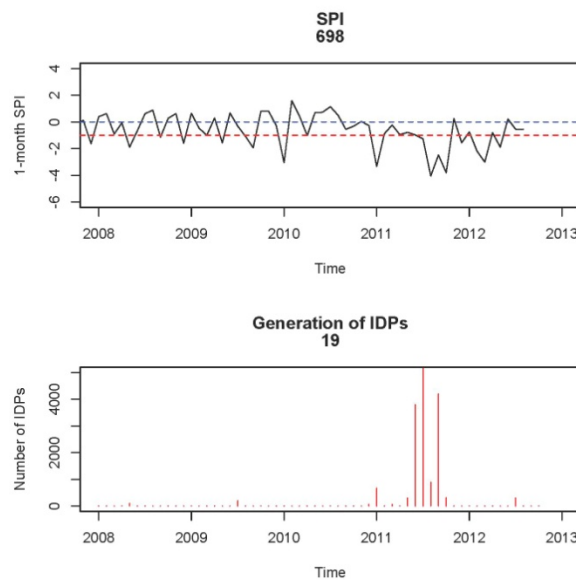 SPI
698
1-month SPI
4
2
0
-2
-4
-6
2008 2009 2010 2011 2012 2013
Time
Generation of IDPs
19
Number of IDPs
4000
2000
0
2008 2009 2010 2011 2012 2013
Time